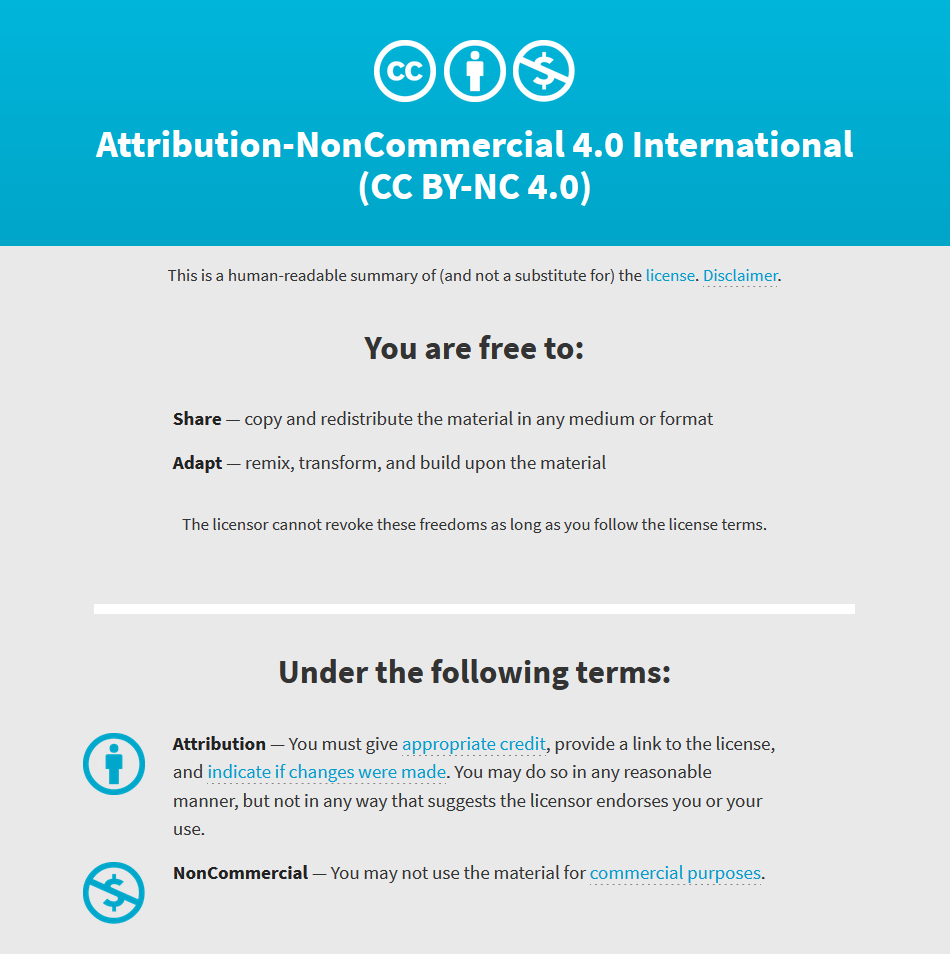 cc
Attribution-NonCommercial 4.0 International
(CC BY-NC 4.0)
This is a human-readable summary of (and not a substitute for) the license. Disclaimer.
You are free to:
Share — copy and redistribute the material in any medium or format
Adapt — remix, transform, and build upon the material
The licensor cannot revoke these freedoms as long as you follow the license terms.
Under the following terms:
Attribution — You must give appropriate credit, provide a link to the license,
and indicate if changes were made. You may do so in any reasonable
manner, but not in any way that suggests the licensor endorses you or your
use.
NonCommercial — You may not use the material for commercial purposes.